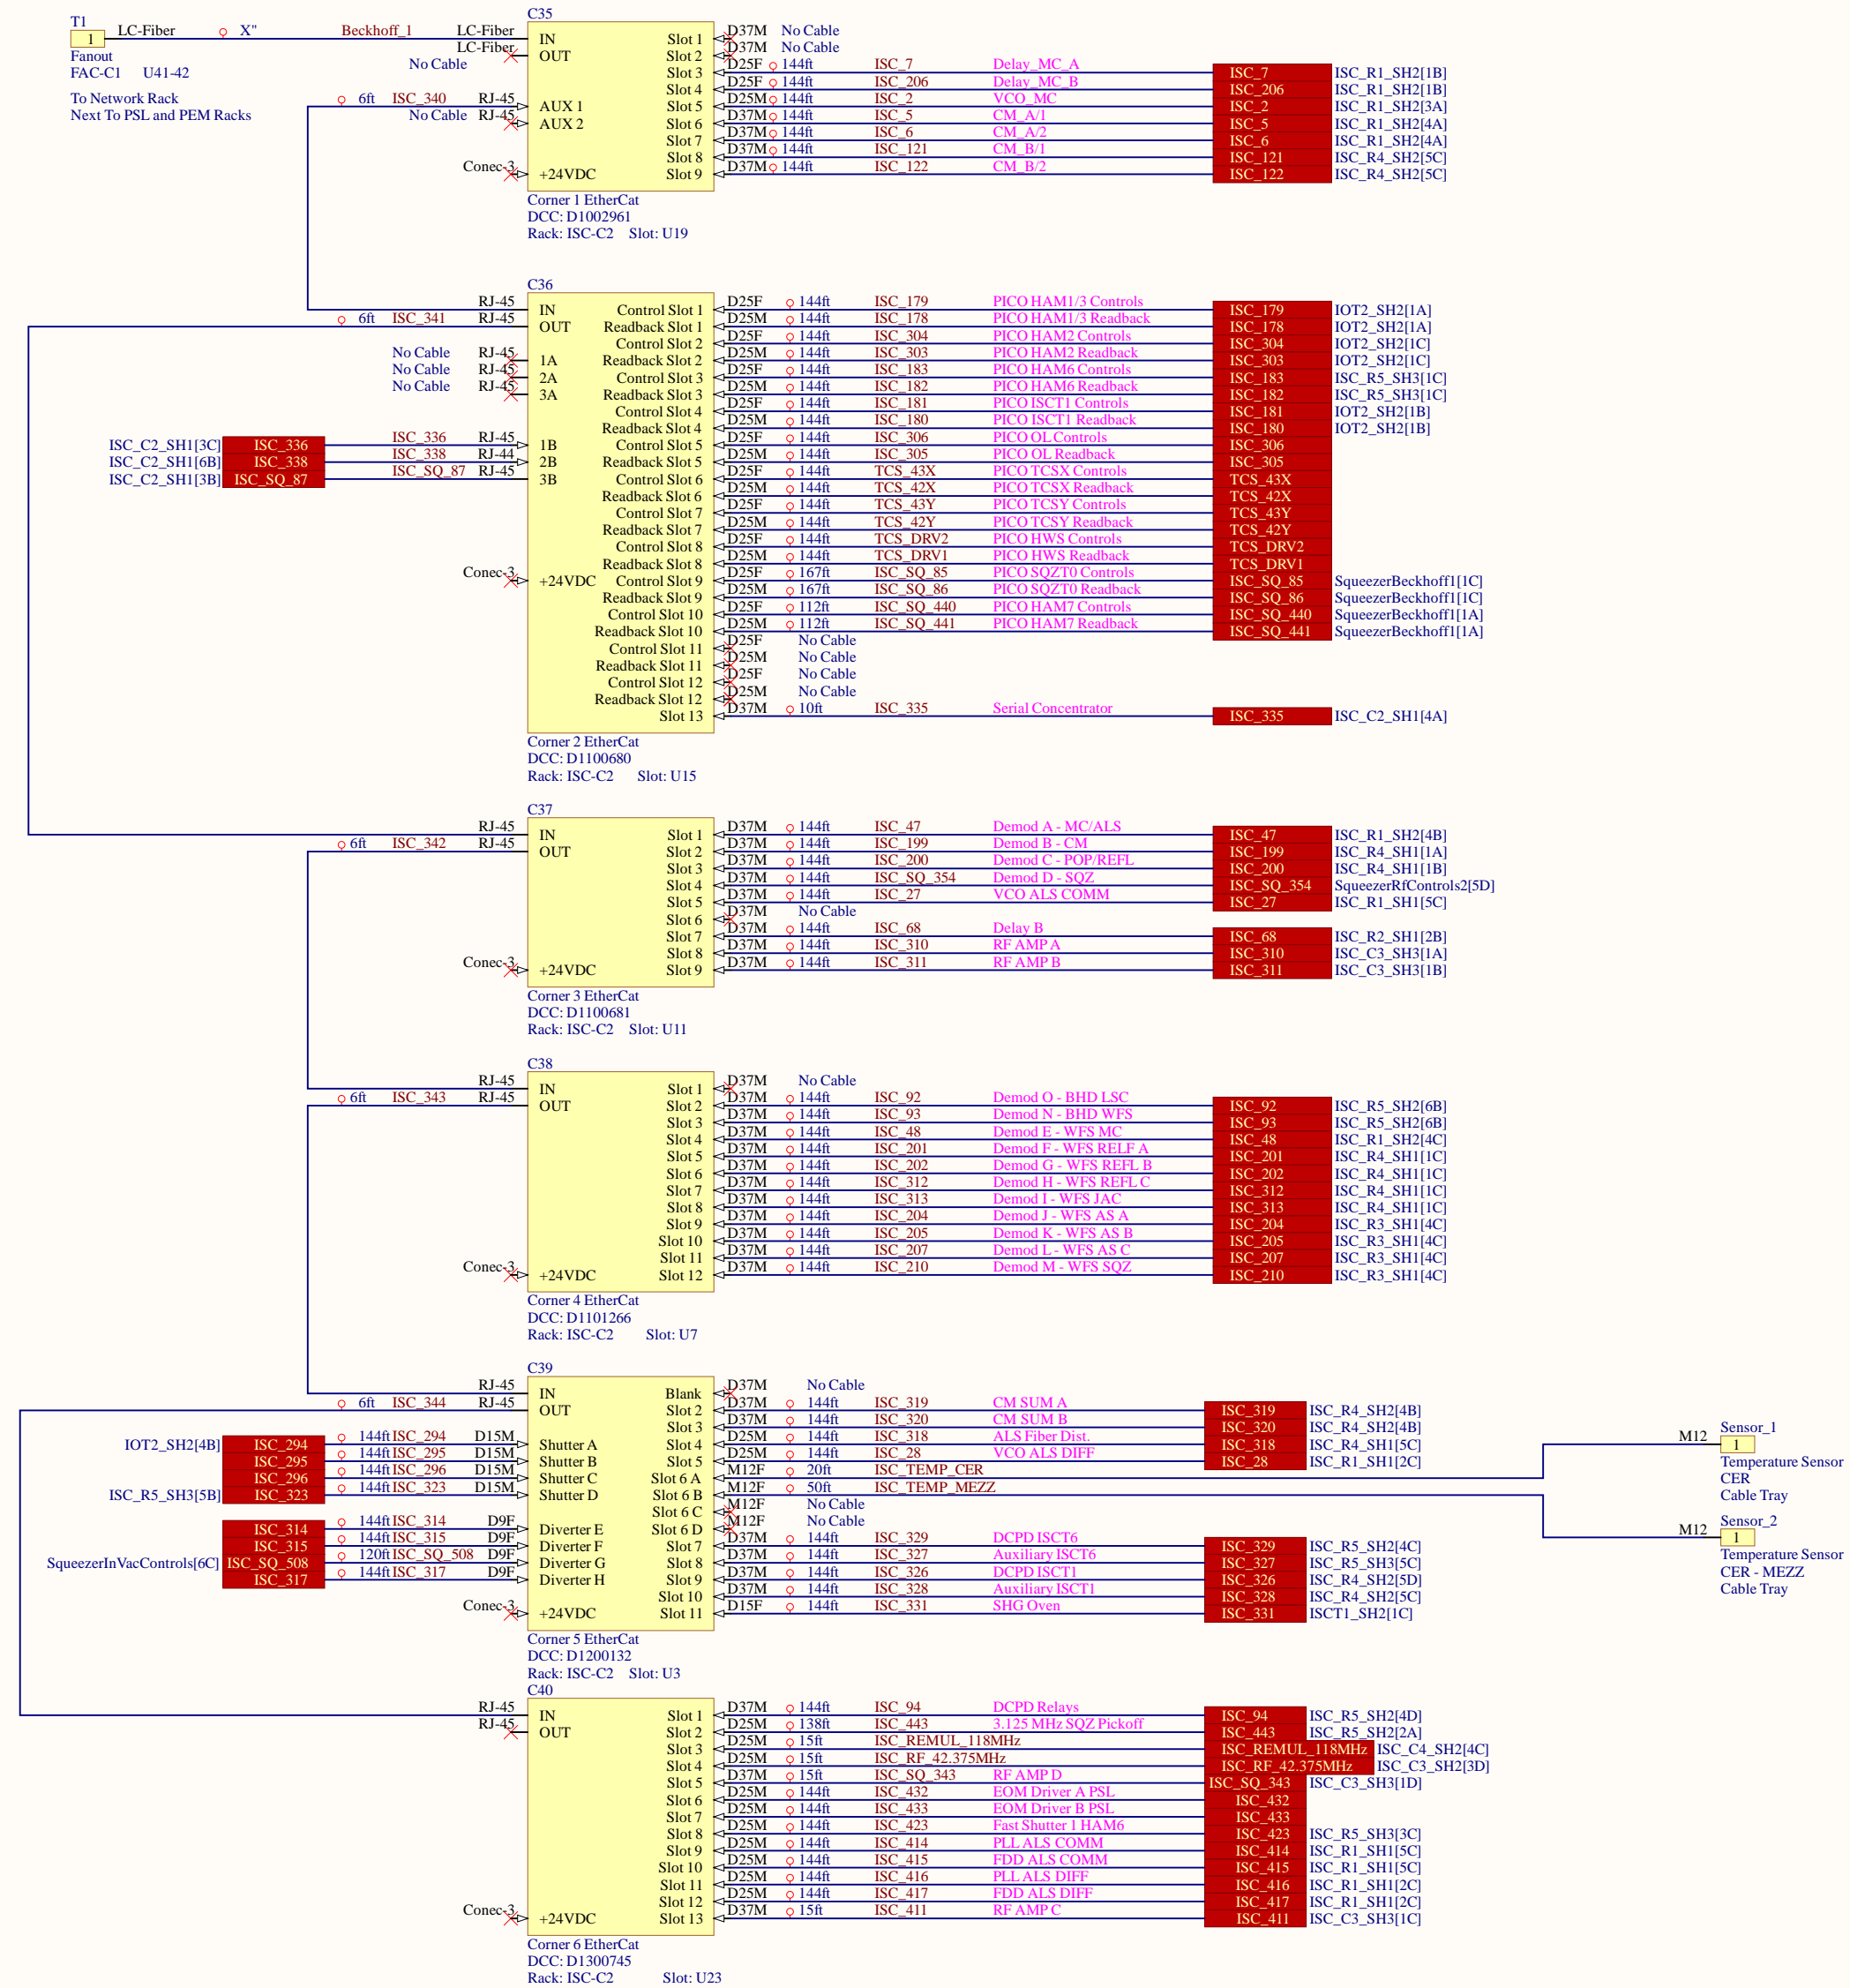 T1
1 LC-Fiber X" Beckhoff_1 LC-Fiber
Fanout
FAC-C1 U41-42
To Network Rack
Next To PSL and PEM Racks
C35
LC-Fiber No Cable
IN Slot 1 D37M No Cable
OUT Slot 2 D37M No Cable
Slot 3 D25F 144ft ISC_7 Delay_MC_A ISC_7 ISC_R1_SH2[1B]
Slot 4 D25F 144ft ISC_206 Delay_MC_B ISC_206 ISC_R1_SH2[1B]
6ft ISC_340 RJ-45 AUX 1 Slot 5 D25M 144ft ISC_2 VCO_MC ISC_2 ISC_R1_SH2[3A]
No Cable RJ-45 AUX 2 Slot 6 D37M 144ft ISC_5 CM_A/1 ISC_5 ISC_R1_SH2[4A]
Slot 7 D37M 144ft ISC_6 CM_A/2 ISC_6 ISC_R1_SH2[4A]
Slot 8 D37M 144ft ISC_121 CM_B/1 ISC_121 ISC_R4_SH2[5C]
Conec-3 +24VDC Slot 9 D37M 144ft ISC_122 CM_B/2 ISC_122 ISC_R4_SH2[5C]
Corner 1 EtherCat
DCC: D1002961
Rack: ISC-C2 Slot: U19
C36
RJ-45 IN Control Slot 1 D25F 144ft ISC_179 PICO HAM1/3 Controls ISC_179 IOT2_SH2[1A]
6ft ISC_341 RJ-45 OUT Readback Slot 1 D25M 144ft ISC_178 PICO HAM1/3 Readback ISC_178 IOT2_SH2[1A]
Control Slot 2 D25F 144ft ISC_304 PICO HAM2 Controls ISC_304 IOT2_SH2[1C]
No Cable RJ-45 1A Readback Slot 2 D25M 144ft ISC_303 PICO HAM2 Readback ISC_303 IOT2_SH2[1C]
No Cable RJ-45 2A Control Slot 3 D25F 144ft ISC_183 PICO HAM6 Controls ISC_183 ISC_R5_SH3[1C]
No Cable RJ-45 3A Readback Slot 3 D25M 144ft ISC_182 PICO HAM6 Readback ISC_182 ISC_R5_SH3[1C]
Control Slot 4 D25F 144ft ISC_181 PICO ISCT1 Controls ISC_181 IOT2_SH2[1B]
Readback Slot 4 D25M 144ft ISC_180 PICO ISCT1 Readback ISC_180 IOT2_SH2[1B]
ISC_C2_SH1[3C] ISC_336 ISC_336 RJ-45 1B Control Slot 5 D25F 144ft ISC_306 PICO OL Controls ISC_306
ISC_C2_SH1[6B] ISC_338 ISC_338 RJ-44 2B Readback Slot 5 D25M 144ft ISC_305 PICO OL Readback ISC_305
ISC_C2_SH1[3B] ISC_SQ_87 ISC_SQ_87 RJ-45 3B Control Slot 6 D25F 144ft TCS_43X PICO TCSX Controls TCS_43X
Readback Slot 6 D25M 144ft TCS_42X PICO TCSX Readback TCS_42X
Control Slot 7 D25F 144ft TCS_43Y PICO TCSY Controls TCS_43Y
Readback Slot 7 D25M 144ft TCS_42Y PICO TCSY Readback TCS_42Y
Control Slot 8 D25F 144ft TCS_DRV2 PICO HWS Controls TCS_DRV2
Readback Slot 8 D25M 144ft TCS_DRV1 PICO HWS Readback TCS_DRV1
Conec-3 +24VDC Control Slot 9 D25F 167ft ISC_SQ_85 PICO SQZT0 Controls ISC_SQ_85 SqueezerBeckhoff1[1C]
Readback Slot 9 D25M 167ft ISC_SQ_86 PICO SQZT0 Readback ISC_SQ_86 SqueezerBeckhoff1[1C]
Control Slot 10 D25F 112ft ISC_SQ_440 PICO HAM7 Controls ISC_SQ_440 SqueezerBeckhoff1[1A]
Readback Slot 10 D25M 112ft ISC_SQ_441 PICO HAM7 Readback ISC_SQ_441 SqueezerBeckhoff1[1A]
Control Slot 11 D25F No Cable
Readback Slot 11 D25M No Cable
Control Slot 12 D25F No Cable
Readback Slot 12 D25M No Cable
Slot 13 D37M 10ft ISC_335 Serial Concentrator ISC_335 ISC_C2_SH1[4A]
Corner 2 EtherCat
DCC: D1100680
Rack: ISC-C2 Slot: U15
C37
RJ-45 IN Slot 1 D37M 144ft ISC_47 Demod A - MC/ALS ISC_47 ISC_R1_SH2[4B]
6ft ISC_342 RJ-45 OUT Slot 2 D37M 144ft ISC_199 Demod B - CM ISC_199 ISC_R4_SH1[1A]
Slot 3 D37M 144ft ISC_200 Demod C - POP/REFL ISC_200 ISC_R4_SH1[1B]
Slot 4 D37M 144ft ISC_SQ_354 Demod D - SQZ ISC_SQ_354 SqueezerRfControls2[5D]
Slot 5 D37M 144ft ISC_27 VCO ALS COMM ISC_27 ISC_R1_SH1[5C]
Slot 6 D37M No Cable
Slot 7 D37M 144ft ISC_68 Delay B ISC_68 ISC_R2_SH1[2B]
Slot 8 D37M 144ft ISC_310 RF AMP A ISC_310 ISC_C3_SH3[1A]
Conec-3 +24VDC Slot 9 D37M 144ft ISC_311 RF AMP B ISC_311 ISC_C3_SH3[1B]
Corner 3 EtherCat
DCC: D1100681
Rack: ISC-C2 Slot: U11
C38
RJ-45 IN Slot 1 D37M No Cable
6ft ISC_343 RJ-45 OUT Slot 2 D37M 144ft ISC_92 Demod O - BHD LSC ISC_92 ISC_R5_SH2[6B]
Slot 3 D37M 144ft ISC_93 Demod N - BHD WFS ISC_93 ISC_R5_SH2[6B]
Slot 4 D37M 144ft ISC_48 Demod E - WFS MC ISC_48 ISC_R1_SH2[4C]
Slot 5 D37M 144ft ISC_201 Demod F - WFS RELF A ISC_201 ISC_R4_SH1[1C]
Slot 6 D37M 144ft ISC_202 Demod G - WFS REFL B ISC_202 ISC_R4_SH1[1C]
Slot 7 D37M 144ft ISC_312 Demod H - WFS REFL C ISC_312 ISC_R4_SH1[1C]
Slot 8 D37M 144ft ISC_313 Demod I - WFS JAC ISC_313 ISC_R4_SH1[1C]
Slot 9 D37M 144ft ISC_204 Demod J - WFS AS A ISC_204 ISC_R3_SH1[4C]
Slot 10 D37M 144ft ISC_205 Demod K - WFS AS B ISC_205 ISC_R3_SH1[4C]
Slot 11 D37M 144ft ISC_207 Demod L - WFS AS C ISC_207 ISC_R3_SH1[4C]
Conec-3 +24VDC Slot 12 D37M 144ft ISC_210 Demod M - WFS SQZ ISC_210 ISC_R3_SH1[4C]
Corner 4 EtherCat
DCC: D1101266
Rack: ISC-C2 Slot: U7
C39
RJ-45 IN Blank D37M No Cable
6ft ISC_344 RJ-45 OUT Slot 2 D37M 144ft ISC_319 CM SUM A ISC_319 ISC_R4_SH2[4B]
Slot 3 D37M 144ft ISC_320 CM SUM B ISC_320 ISC_R4_SH2[4B]
IOT2_SH2[4B] ISC_294 144ft ISC_294 D15M Shutter A Slot 4 D25M 144ft ISC_318 ALS Fiber Dist. ISC_318 ISC_R4_SH1[5C]
ISC_295 144ft ISC_295 D15M Shutter B Slot 5 D25M 144ft ISC_28 VCO ALS DIFF ISC_28 ISC_R1_SH1[2C]
ISC_296 144ft ISC_296 D15M Shutter C Slot 6 A M12F 20ft ISC_TEMP_CER
ISC_R5_SH3[5B] ISC_323 144ft ISC_323 D15M Shutter D Slot 6 B M12F 50ft ISC_TEMP_MEZZ
Slot 6 C M12F No Cable
ISC_314 144ft ISC_314 D9F Diverter E Slot 6 D M12F No Cable
ISC_315 144ft ISC_315 D9F Diverter F Slot 7 D37M 144ft ISC_329 DCPD ISCT6 ISC_329 ISC_R5_SH2[4C]
SqueezerInVacControls[6C] ISC_SQ_508 120ft ISC_SQ_508 D9F Diverter G Slot 8 D37M 144ft ISC_327 Auxiliary ISCT6 ISC_327 ISC_R5_SH3[5C]
ISC_317 144ft ISC_317 D9F Diverter H Slot 9 D37M 144ft ISC_326 DCPD ISCT1 ISC_326 ISC_R4_SH2[5D]
Slot 10 D37M 144ft ISC_328 Auxiliary ISCT1 ISC_328 ISC_R4_SH2[5C]
Conec-3 +24VDC Slot 11 D15F 144ft ISC_331 SHG Oven ISC_331 ISCT1_SH2[1C]
Sensor_1
M12 1
Temperature Sensor
CER
Cable Tray
Sensor_2
M12 1
Temperature Sensor
CER - MEZZ
Cable Tray
Corner 5 EtherCat
DCC: D1200132
Rack: ISC-C2 Slot: U3
C40
RJ-45 IN Slot 1 D37M 144ft ISC_94 DCPD Relays ISC_94 ISC_R5_SH2[4D]
RJ-45 OUT Slot 2 D25M 138ft ISC_443 3.125 MHz SQZ Pickoff ISC_443 ISC_R5_SH2[2A]
Slot 3 D25M 15ft ISC_REMUL_118MHz ISC_REMUL_118MHz ISC_C4_SH2[4C]
Slot 4 D25M 15ft ISC_RF_42.375MHz ISC_RF_42.375MHz ISC_C3_SH2[3D]
Slot 5 D37M 15ft ISC_SQ_343 RF AMP D ISC_SQ_343 ISC_C3_SH3[1D]
Slot 6 D25M 144ft ISC_432 EOM Driver A PSL ISC_432
Slot 7 D25M 144ft ISC_433 EOM Driver B PSL ISC_433
Slot 8 D25M 144ft ISC_423 Fast Shutter 1 HAM6 ISC_423 ISC_R5_SH3[3C]
Slot 9 D25M 144ft ISC_414 PLL ALS COMM ISC_414 ISC_R1_SH1[5C]
Slot 10 D25M 144ft ISC_415 FDD ALS COMM ISC_415 ISC_R1_SH1[5C]
Slot 11 D25M 144ft ISC_416 PLL ALS DIFF ISC_416 ISC_R1_SH1[2C]
Slot 12 D25M 144ft ISC_417 FDD ALS DIFF ISC_417 ISC_R1_SH1[2C]
Conec-3 +24VDC Slot 13 D37M 15ft ISC_411 RF AMP C ISC_411 ISC_C3_SH3[1C]
Corner 6 EtherCat
DCC: D1300745
Rack: ISC-C2 Slot: U23